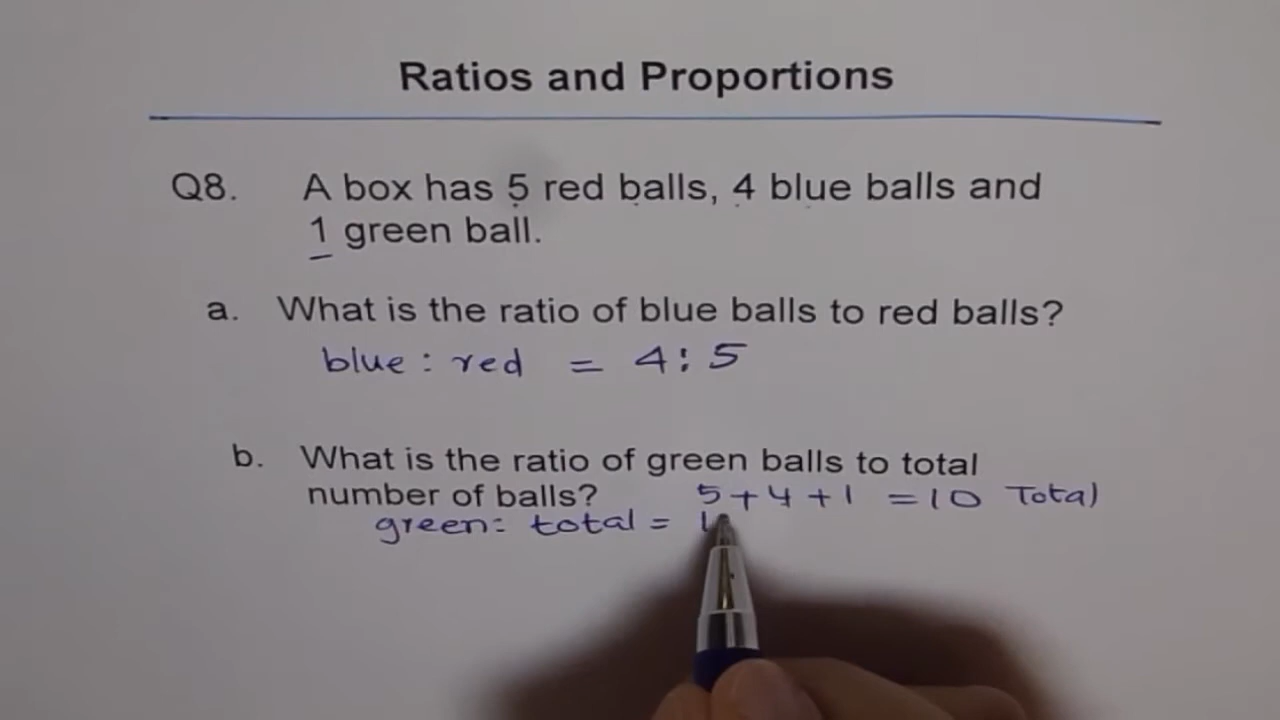 Ratios and Proportions
Q8. A box has 5 red balls, 4 blue balls and
1 green ball.
a. What is the ratio of blue balls to red balls?
blue : red = 4 : 5
b. What is the ratio of green balls to total
number of balls? 5 + 4 + 1 = 10 Total
green : total = 1